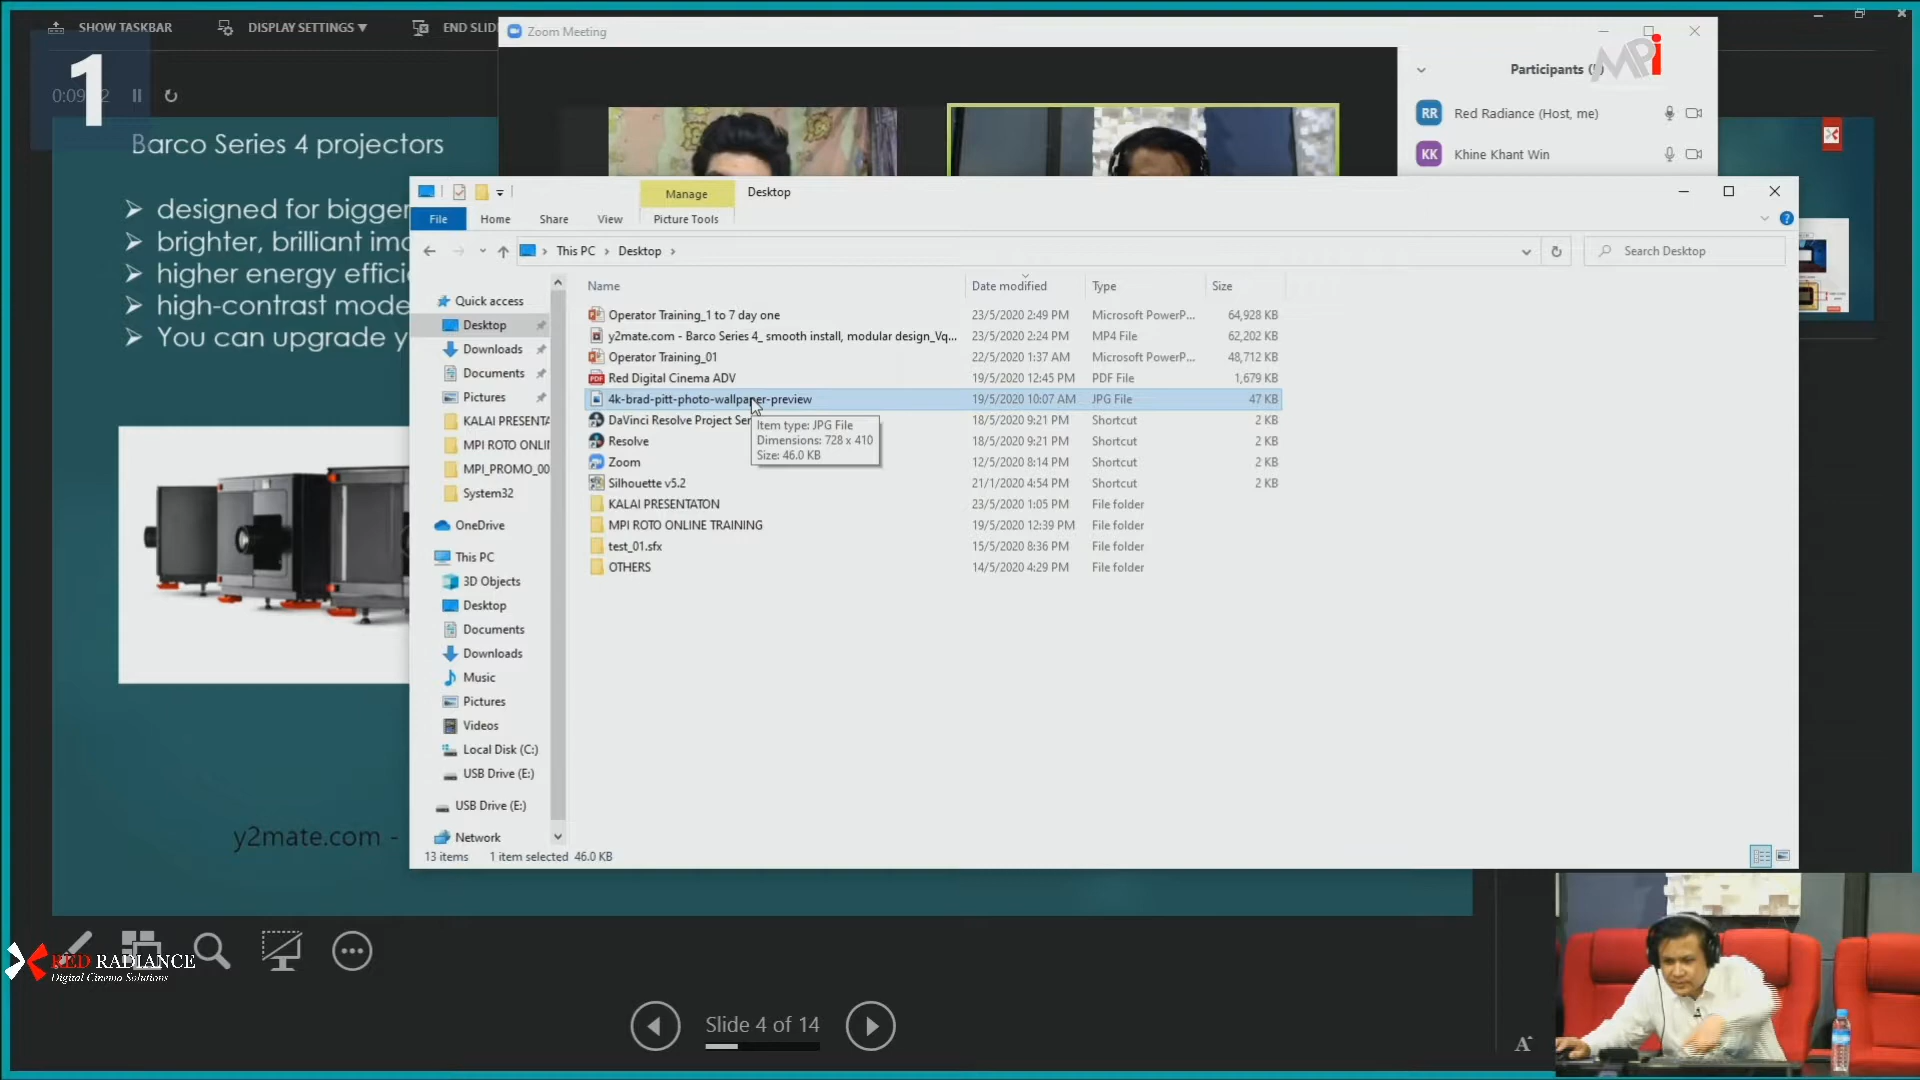 SHOW TASKBAR
DISPLAY SETTINGS ▼
END SLID
Zoom Meeting
MPi
1
Participants (
0:09
2
RR Red Radiance (Host, me)
KK Khine Khant Win
Barco Series 4 projectors
designed for bigger
brighter, brilliant ima
higher energy efficie
high-contrast mode
You can upgrade y
y2mate.com -
Manage
Desktop
File
Home
Share
View
Picture Tools
This PC
Desktop
Search Desktop
Name
Date modified
Type
Size
Quick access
Desktop
Downloads
Documents
Pictures
KALAI PRESENTA
MPI ROTO ONLI
MPI_PROMO_00
System32
OneDrive
This PC
3D Objects
Desktop
Documents
Downloads
Music
Pictures
Videos
Local Disk (C:)
USB Drive (E:)
USB Drive (E:)
Network
Operator Training_1 to 7 day one 23/5/2020 2:49 PM Microsoft PowerP... 64,928 KB
y2mate.com - Barco Series 4_ smooth install, modular design_Vq... 23/5/2020 2:24 PM MP4 File 62,202 KB
Operator Training_01 22/5/2020 1:37 AM Microsoft PowerP... 48,712 KB
Red Digital Cinema ADV 19/5/2020 12:45 PM PDF File 1,679 KB
4k-brad-pitt-photo-wallpaper-preview 19/5/2020 10:07 AM JPG File 47 KB
DaVinci Resolve Project Ser 18/5/2020 9:21 PM Shortcut 2 KB
Resolve 18/5/2020 9:21 PM Shortcut 2 KB
Zoom 12/5/2020 8:14 PM Shortcut 2 KB
Silhouette v5.2 21/1/2020 4:54 PM Shortcut 2 KB
KALAI PRESENTATON 23/5/2020 1:05 PM File folder
MPI ROTO ONLINE TRAINING 19/5/2020 12:39 PM File folder
test_01.sfx 15/5/2020 8:36 PM File folder
OTHERS 14/5/2020 4:29 PM File folder
Item type: JPG File
Dimensions: 728 x 410
Size: 46.0 KB
13 items
1 item selected 46.0 KB
RED RADIANCE
Digital Cinema Solutions
Slide 4 of 14
A